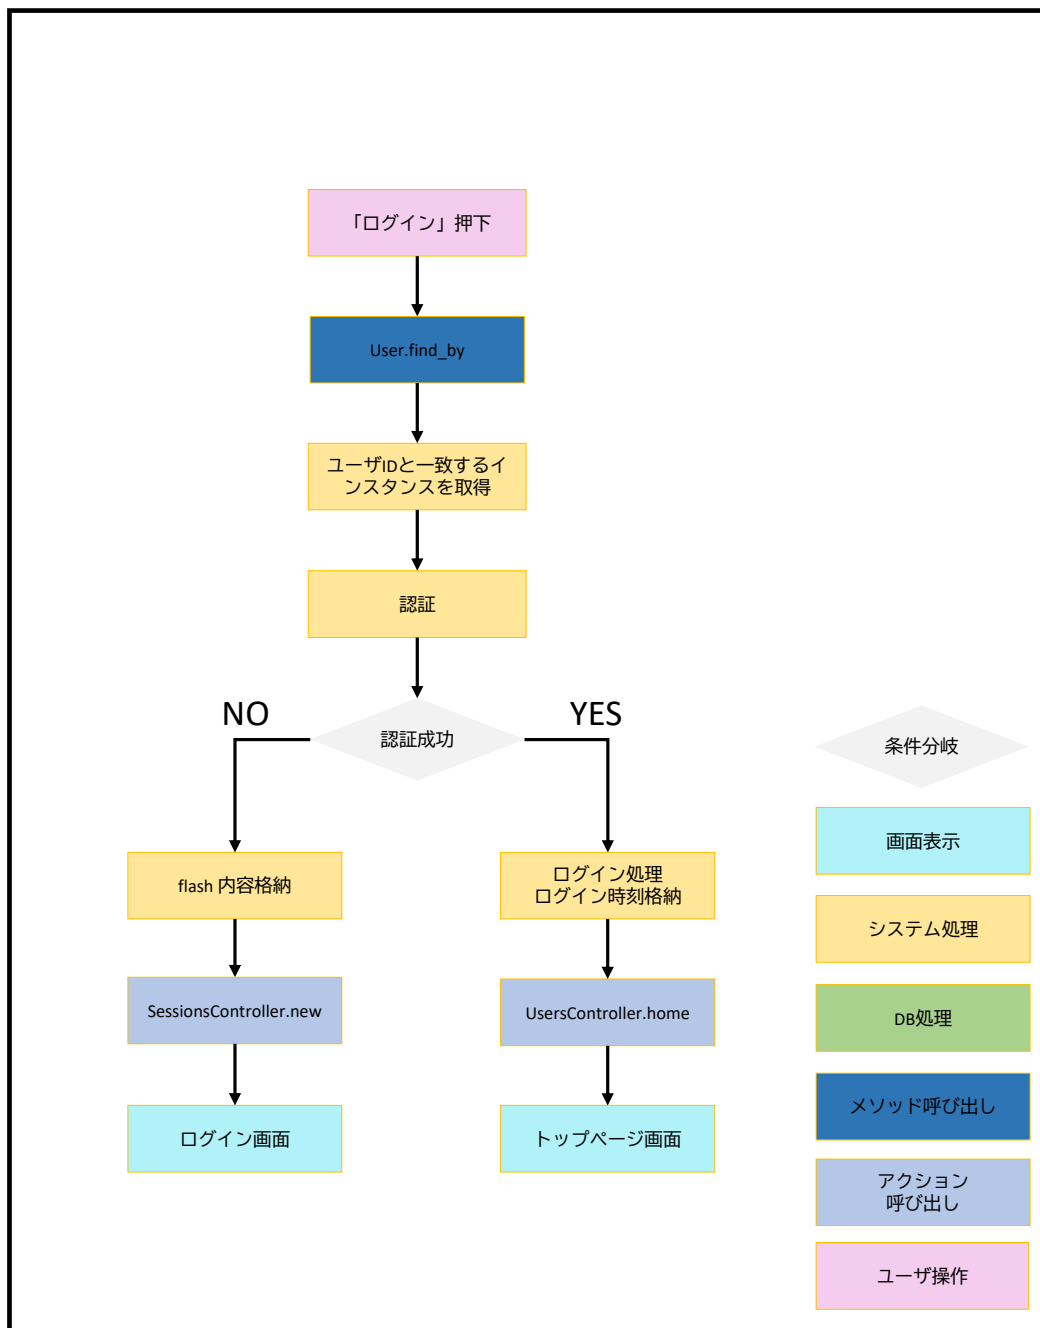 「ログイン」押下
User.find_by
ユーザIDと一致するイ
ンスタンスを取得
認証
NO
YES
認証成功
flash 内容格納
ログイン処理
ログイン時刻格納
SessionsController.new
UsersController.home
ログイン画面
トップページ画面
条件分岐
画面表示
システム処理
DB処理
メソッド呼び出し
アクション
呼び出し
ユーザ操作